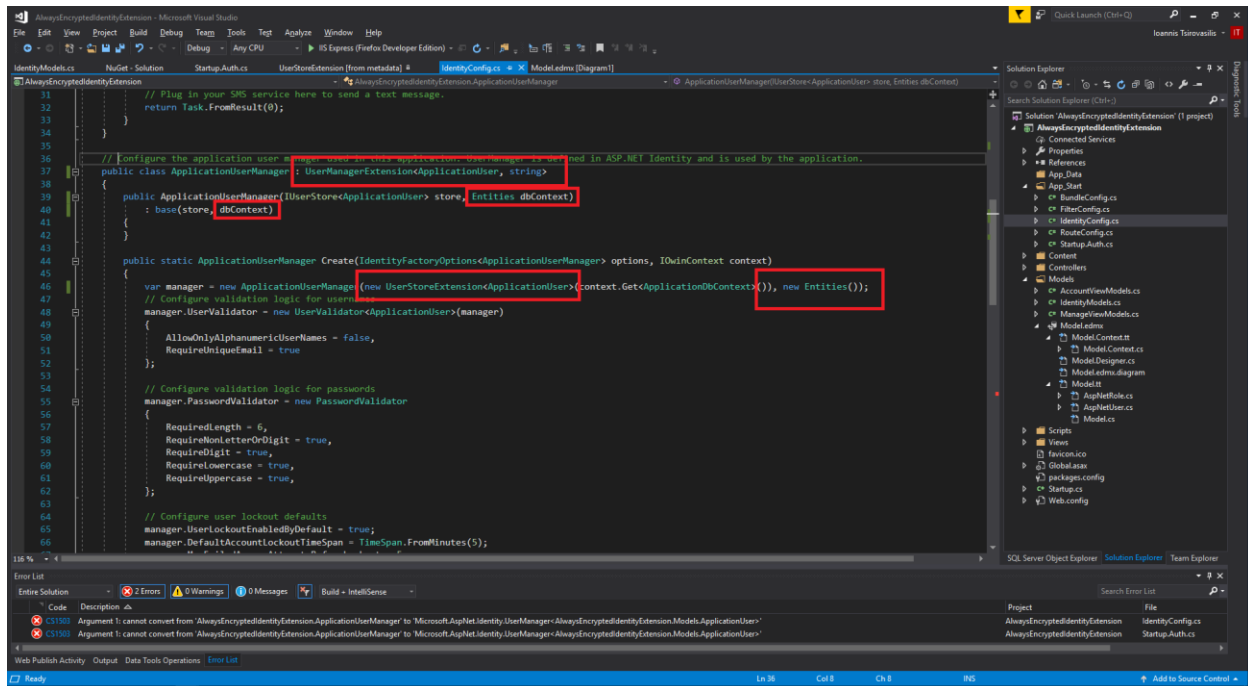 AlwaysEncryptedIdentityExtension - Microsoft Visual Studio
Quick Launch (Ctrl+Q)
File Edit View Project Build Debug Team Tools Test Analyze Window Help
Ioannis Tsirovasilis IT
Debug Any CPU IIS Express (Firefox Developer Edition)
IdentityModels.cs NuGet - Solution Startup.Auth.cs UserStoreExtension [from metadata] IdentityConfig.cs Model.edmx [Diagram1]
AlwaysEncryptedIdentityExtension AlwaysEncryptedIdentityExtension.ApplicationUserManager ApplicationUserManager(IUserStore<ApplicationUser> store, Entities dbContext)
31 // Plug in your SMS service here to send a text message.
32 return Task.FromResult(0);
33 }
34 }
35
36 // Configure the application user manager used in this application. UserManager is defined in ASP.NET Identity and is used by the application.
37 public class ApplicationUserManager : UserManagerExtension<ApplicationUser, string>
38 {
39 public ApplicationUserManager(IUserStore<ApplicationUser> store, Entities dbContext)
40 : base(store, dbContext)
41 {
42 }
43
44 public static ApplicationUserManager Create(IdentityFactoryOptions<ApplicationUserManager> options, IOwinContext context)
45 {
46 var manager = new ApplicationUserManager(new UserStoreExtension<ApplicationUser>(context.Get<ApplicationDbContext>()), new Entities());
47 // Configure validation logic for usernames
48 manager.UserValidator = new UserValidator<ApplicationUser>(manager)
49 {
50 AllowOnlyAlphanumericUserNames = false,
51 RequireUniqueEmail = true
52 };
53
54 // Configure validation logic for passwords
55 manager.PasswordValidator = new PasswordValidator
56 {
57 RequiredLength = 6,
58 RequireNonLetterOrDigit = true,
59 RequireDigit = true,
60 RequireLowercase = true,
61 RequireUppercase = true,
62 };
63
64 // Configure user lockout defaults
65 manager.UserLockoutEnabledByDefault = true;
66 manager.DefaultAccountLockoutTimeSpan = TimeSpan.FromMinutes(5);
116 %
Solution Explorer
Search Solution Explorer (Ctrl+;)
Solution 'AlwaysEncryptedIdentityExtension' (1 project)
AlwaysEncryptedIdentityExtension
Connected Services
Properties
References
App_Data
App_Start
C# BundleConfig.cs
C# FilterConfig.cs
C# IdentityConfig.cs
C# RouteConfig.cs
C# Startup.Auth.cs
Content
Controllers
Models
C# AccountViewModels.cs
C# IdentityModels.cs
C# ManageViewModels.cs
Model.edmx
Model.Context.tt
Model.Context.cs
Model.Designer.cs
Model.edmx.diagram
Model.tt
AspNetRole.cs
AspNetUser.cs
Model.cs
Scripts
Views
favicon.ico
Global.asax
packages.config
C# Startup.cs
Web.config
SQL Server Object Explorer Solution Explorer Team Explorer
Diagnostic Tools
Error List
Entire Solution 2 Errors 0 Warnings 0 Messages Build + IntelliSense Search Error List
Code Description Project File
CS1503 Argument 1: cannot convert from 'AlwaysEncryptedIdentityExtension.ApplicationUserManager' to 'Microsoft.AspNet.Identity.UserManager<AlwaysEncryptedIdentityExtension.Models.ApplicationUser>' AlwaysEncryptedIdentityExtension IdentityConfig.cs
CS1503 Argument 1: cannot convert from 'AlwaysEncryptedIdentityExtension.ApplicationUserManager' to 'Microsoft.AspNet.Identity.UserManager<AlwaysEncryptedIdentityExtension.Models.ApplicationUser>' AlwaysEncryptedIdentityExtension Startup.Auth.cs
Web Publish Activity Output Data Tools Operations Error List
Ready Ln 36 Col 8 Ch 8 INS Add to Source Control